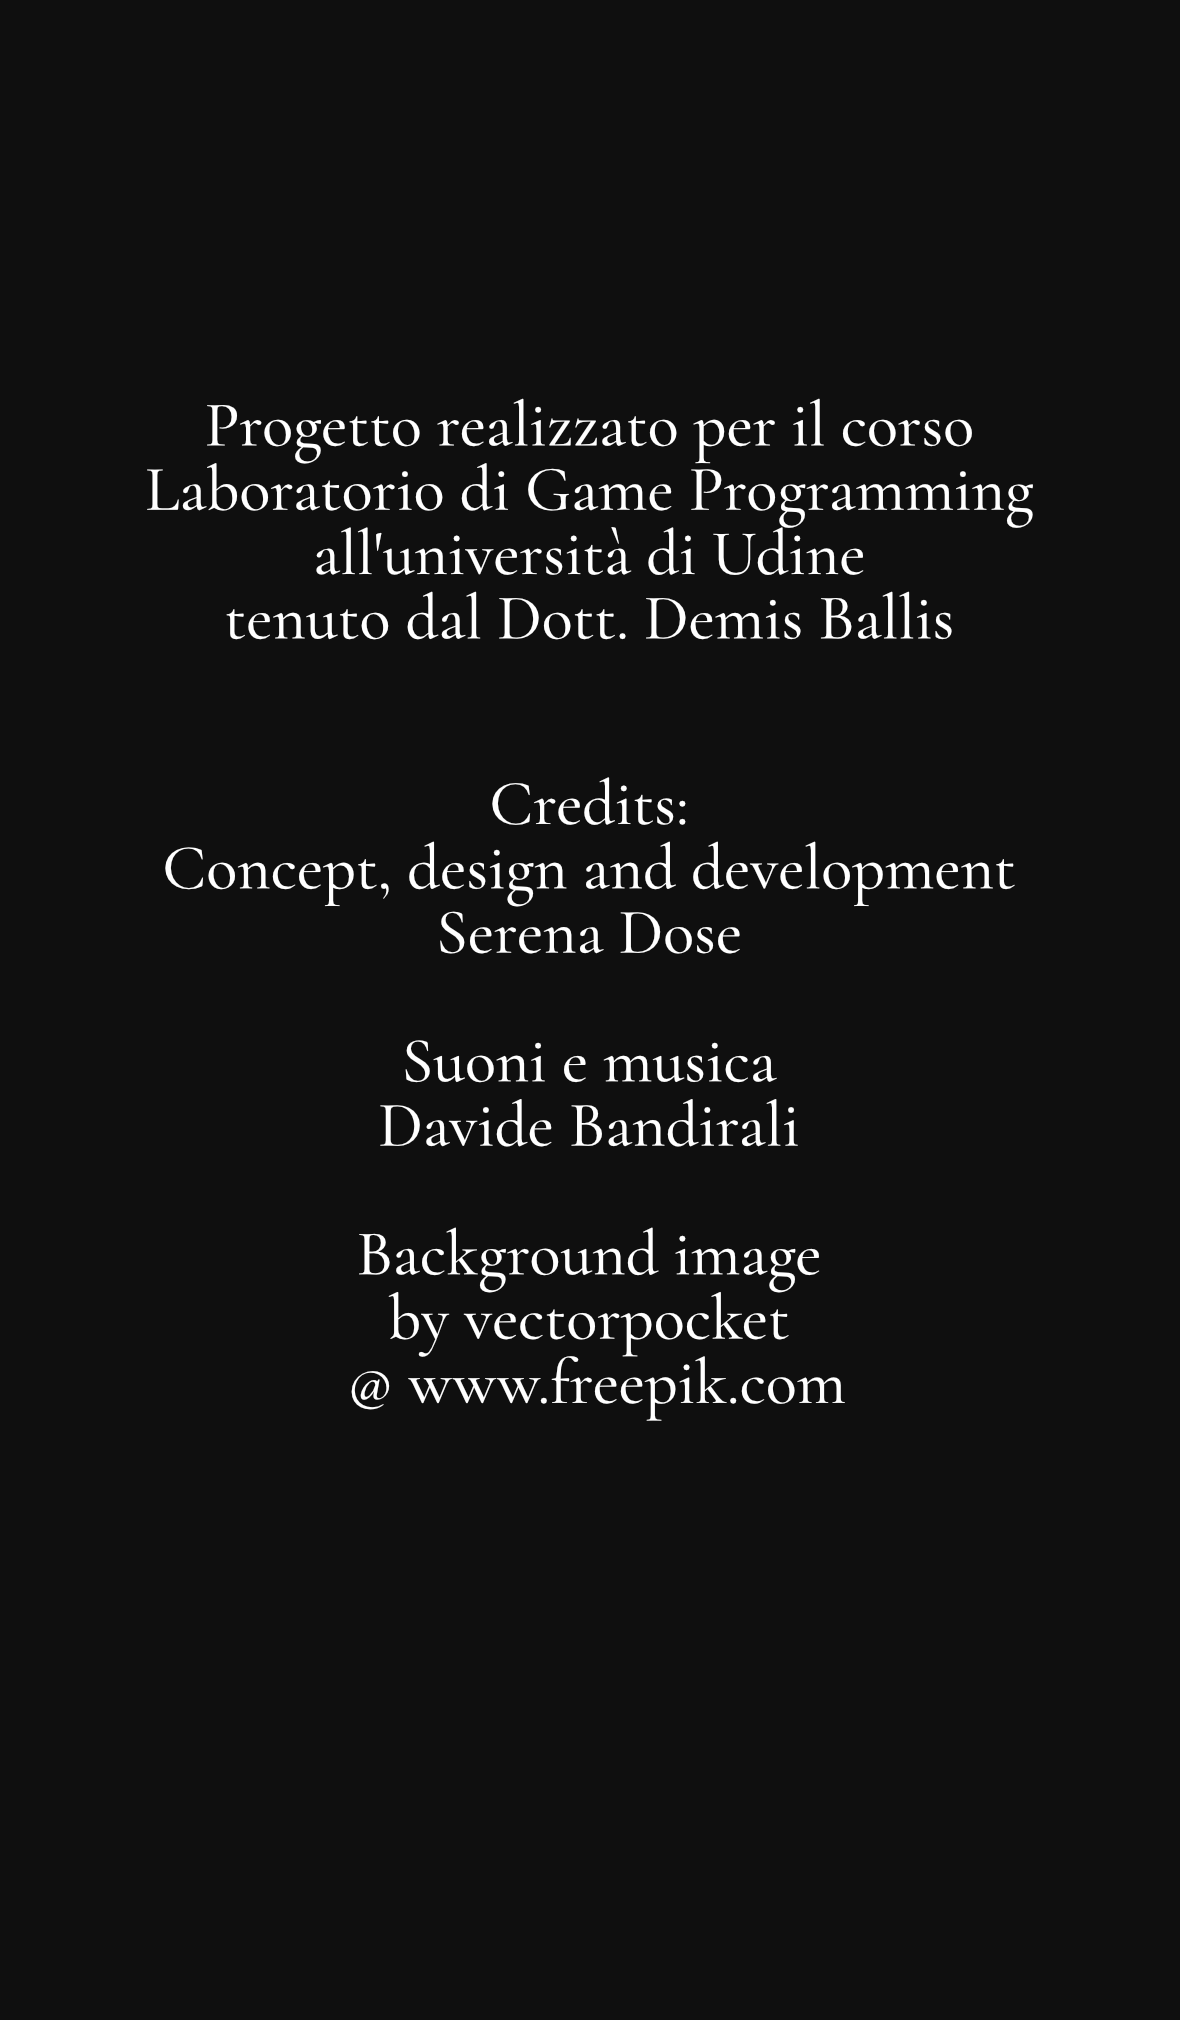 Progetto realizzato per il corso
Laboratorio di Game Programming
all'università di Udine
tenuto dal Dott. Demis Ballis
Credits:
Concept, design and development
Serena Dose
Suoni e musica
Davide Bandirali
Background image
by vectorpocket
@ www.freepik.com